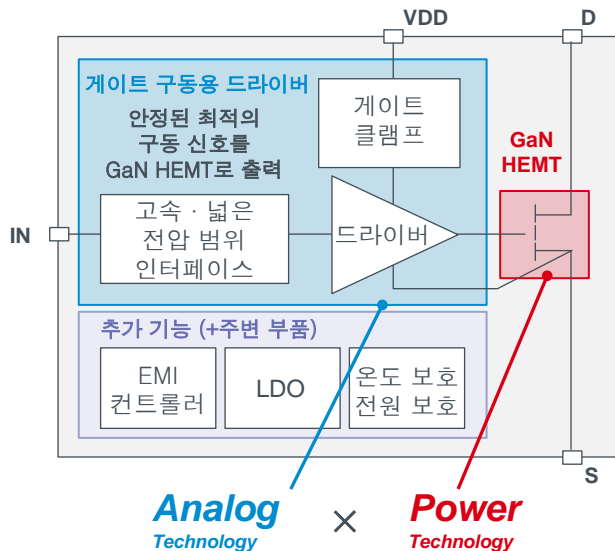 VDD
D
게이트 구동용 드라이버
안정된 최적의
구동 신호를
GaN HEMT로 출력
게이트
클램프
GaN
HEMT
IN
고속 · 넓은
전압 범위
인터페이스
드라이버
추가 기능 (+주변 부품)
EMI
컨트롤러
LDO
온도 보호
전원 보호
S
Analog
Technology
×
Power
Technology